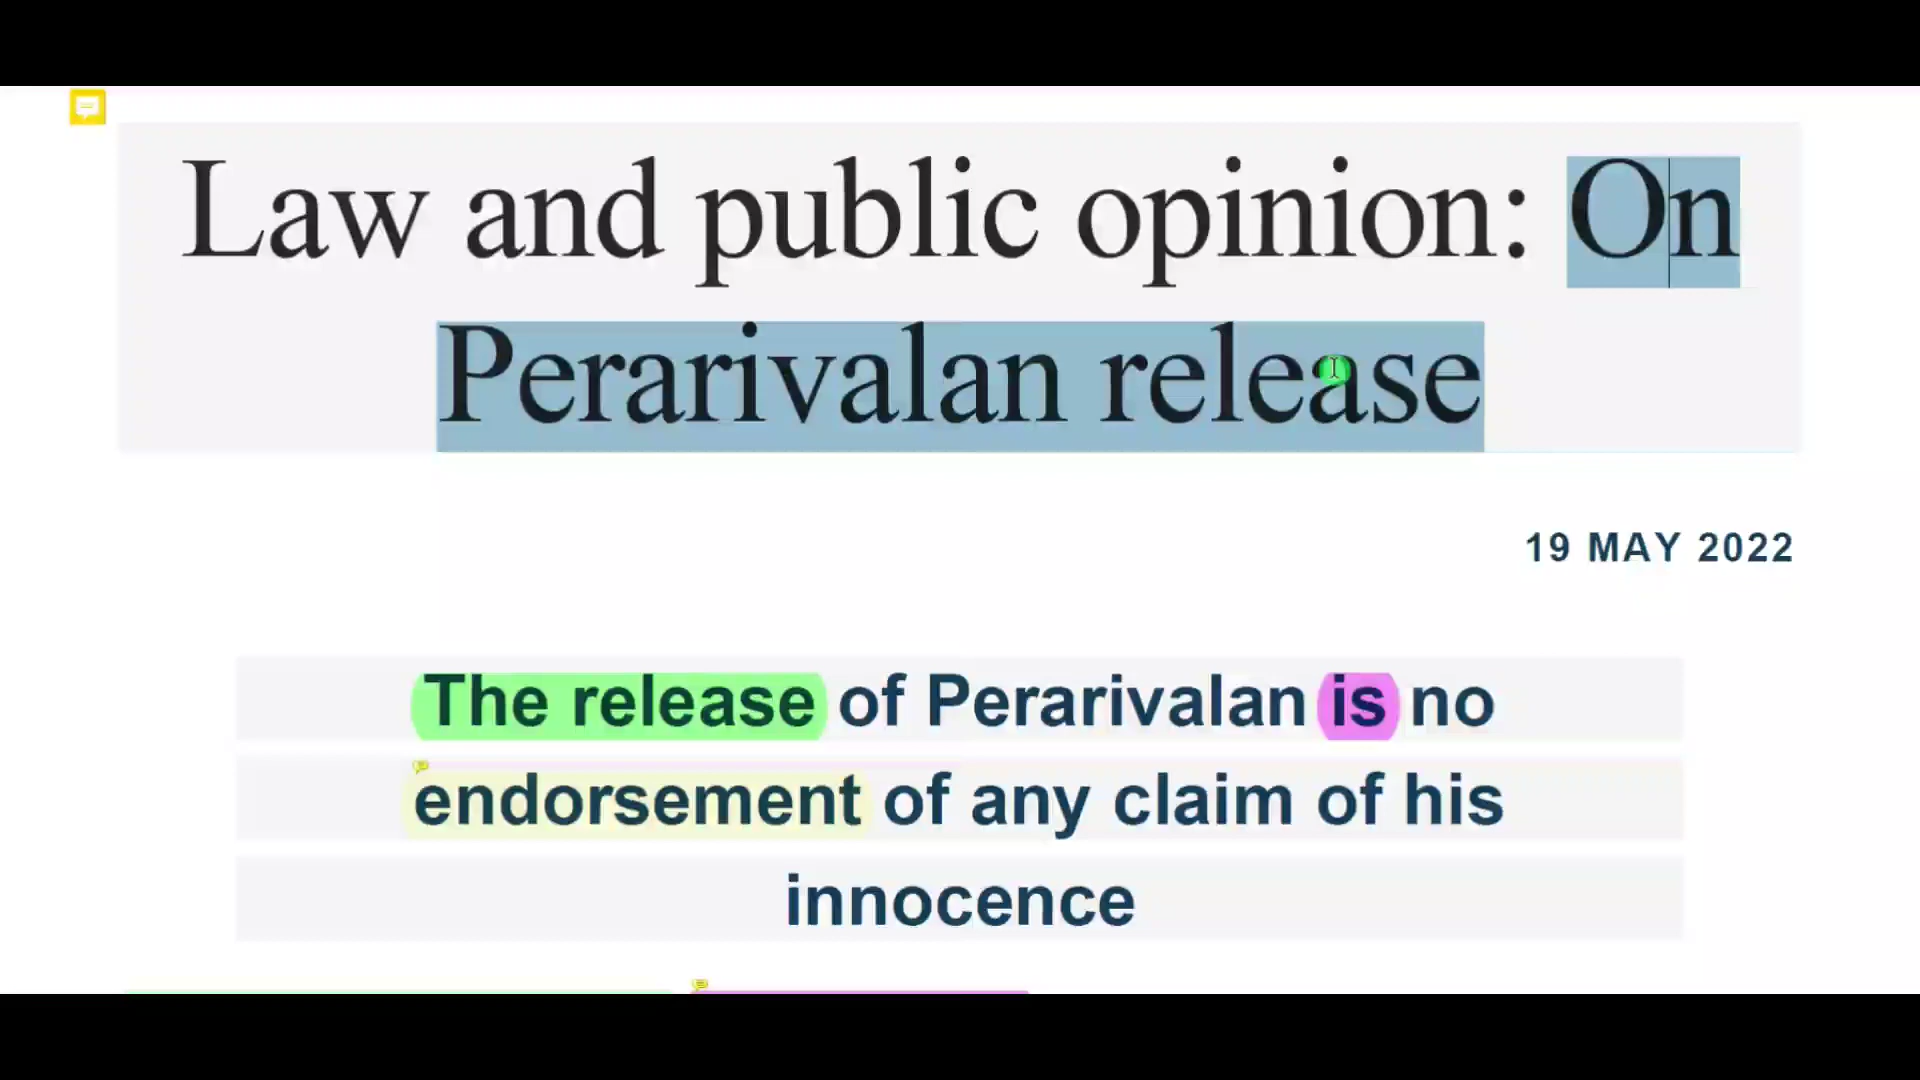 Law and public opinion: On
Perarivalan release
19 MAY 2022
The release of Perarivalan is no
endorsement of any claim of his
innocence